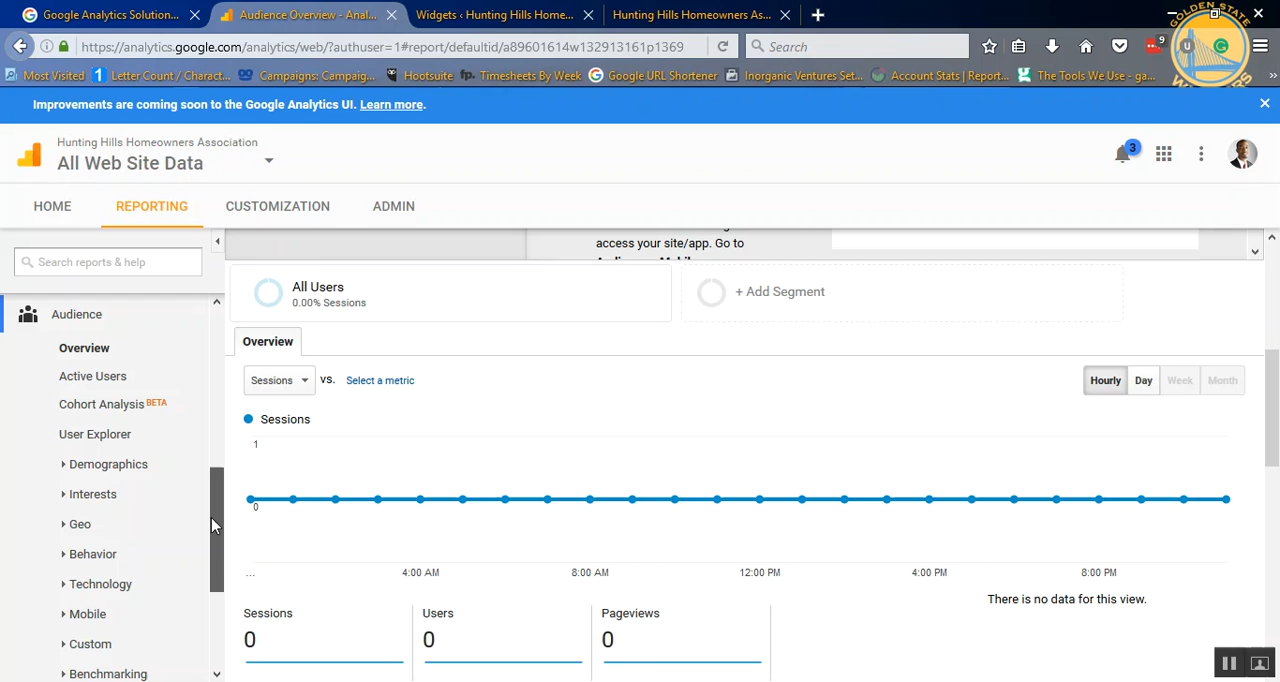 Google Analytics Solution...
Audience Overview - Anal...
Widgets ‹ Hunting Hills Home...
Hunting Hills Homeowners As...
https://analytics.google.com/analytics/web/?authuser=1#report/defaultid/a89601614w132913161p1369
Search
9
GOLDEN STATE
WARRIORS
Most Visited
Letter Count / Charact...
Campaigns: Campaig...
Hootsuite
fp. Timesheets By Week
Google URL Shortener
Inorganic Ventures Set...
Account Stats | Report...
The Tools We Use - ga...
Improvements are coming soon to the Google Analytics UI. Learn more.
Hunting Hills Homeowners Association
All Web Site Data
3
HOME
REPORTING
CUSTOMIZATION
ADMIN
Search reports & help
access your site/app. Go to
Audience
Overview
Active Users
Cohort Analysis BETA
User Explorer
Demographics
Interests
Geo
Behavior
Technology
Mobile
Custom
Benchmarking
All Users
0.00% Sessions
+ Add Segment
Overview
Sessions
VS.
Select a metric
Hourly
Day
Week
Month
Sessions
1
0
...
4:00 AM
8:00 AM
12:00 PM
4:00 PM
8:00 PM
There is no data for this view.
Sessions
0
Users
0
Pageviews
0